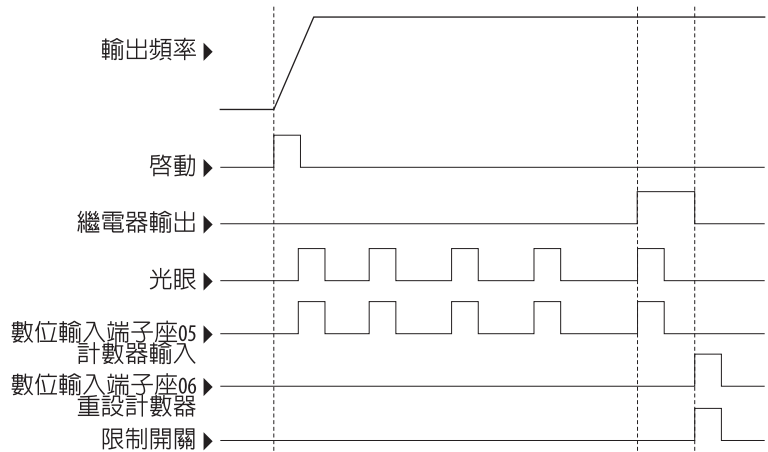 輸出頻率
啓動
繼電器輸出
光眼
數位輸入端子座05
計數器輸入
數位輸入端子座06
重設計數器
限制開關